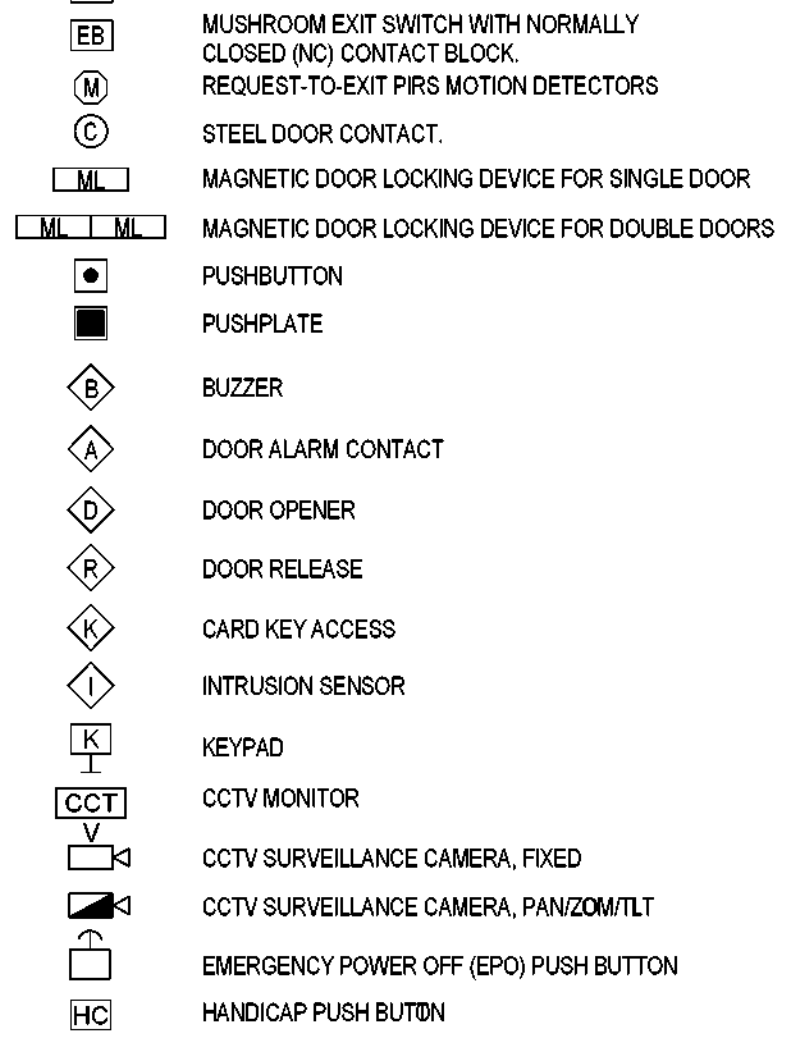 EB MUSHROOM EXIT SWITCH WITH NORMALLY
CLOSED (NC) CONTACT BLOCK.
M REQUEST-TO-EXIT PIRS MOTION DETECTORS
C STEEL DOOR CONTACT.
ML MAGNETIC DOOR LOCKING DEVICE FOR SINGLE DOOR
ML ML MAGNETIC DOOR LOCKING DEVICE FOR DOUBLE DOORS
PUSHBUTTON
PUSHPLATE
B BUZZER
A DOOR ALARM CONTACT
D DOOR OPENER
R DOOR RELEASE
K CARD KEY ACCESS
I INTRUSION SENSOR
K KEYPAD
CCT CCTV MONITOR
V
CCTV SURVEILLANCE CAMERA, FIXED
CCTV SURVEILLANCE CAMERA, PAN/ZOM/TLT
EMERGENCY POWER OFF (EPO) PUSH BUTTON
HC HANDICAP PUSH BUTTON